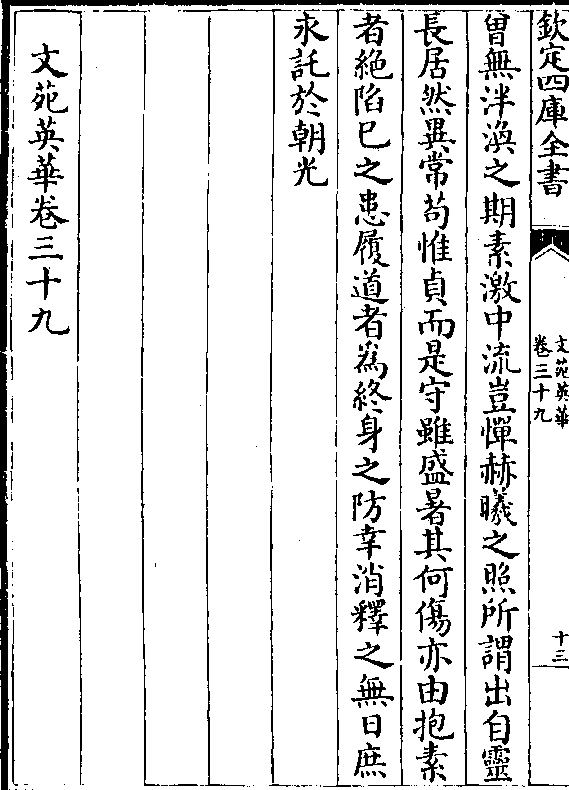 欽定四庫全書
文苑英華
卷三十九
十三
曽無泮渙之期素激中流豈憚赫曦之照所謂出自靈
長居然異常茍惟貞而是守雖盛暑其何傷亦由抱素
者絶陷已之患履道者為終身之防幸消釋之無日庶
永託於朝光
文苑英華卷三十九